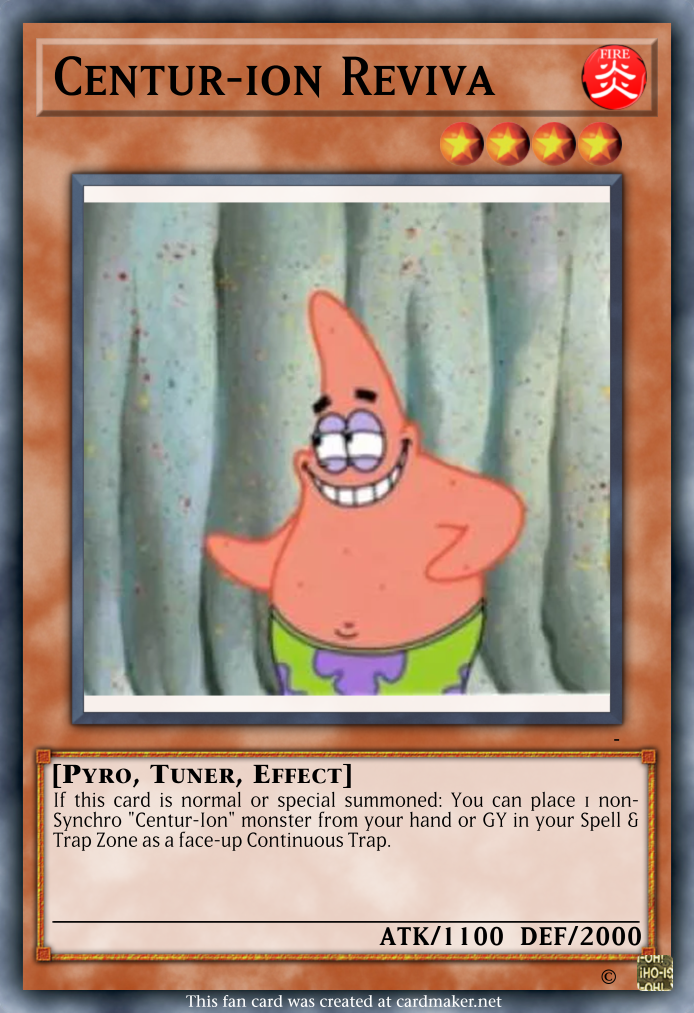 Centur-ion Reviva
FIRE
炎
-
[Pyro, Tuner, Effect]
If this card is normal or special summoned: You can place 1 non-
Synchro "Centur-Ion" monster from your hand or GY in your Spell &
Trap Zone as a face-up Continuous Trap.
ATK/1100 DEF/2000
©
This fan card was created at cardmaker.net